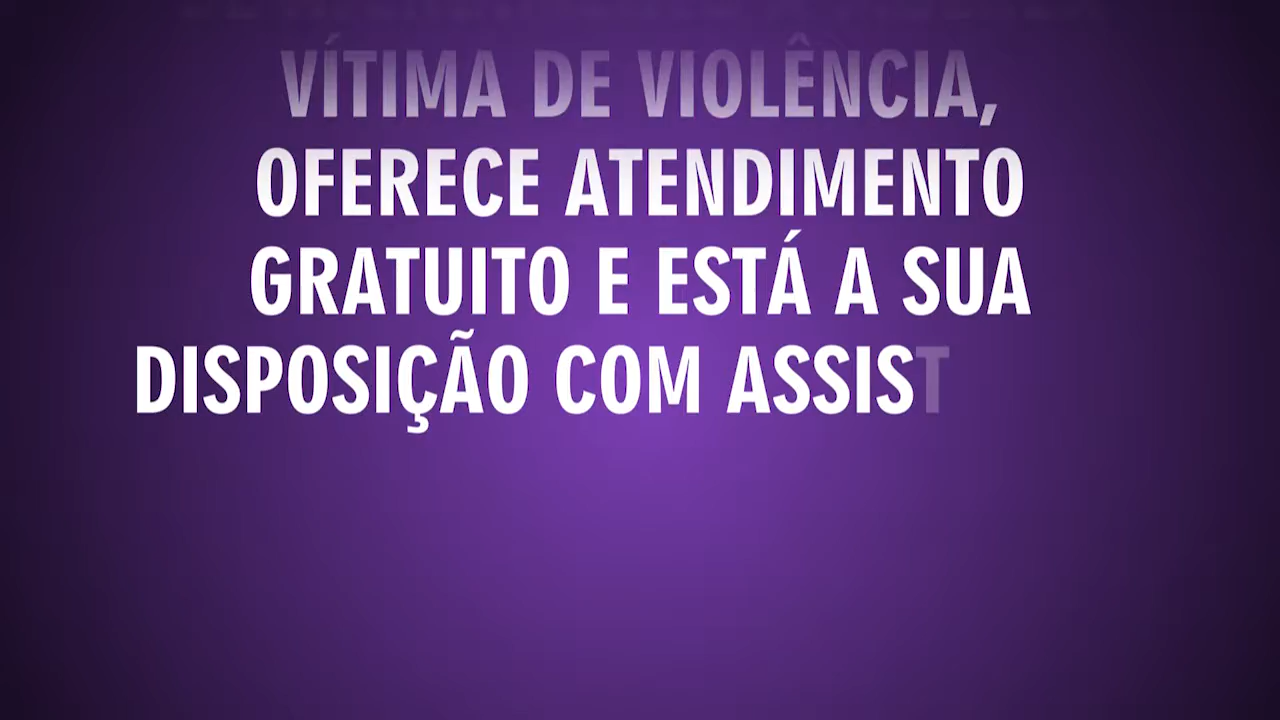 VÍTIMA DE VIOLÊNCIA,
OFERECE ATENDIMENTO
GRATUITO E ESTÁ A SUA
DISPOSIÇÃO COM ASSIST